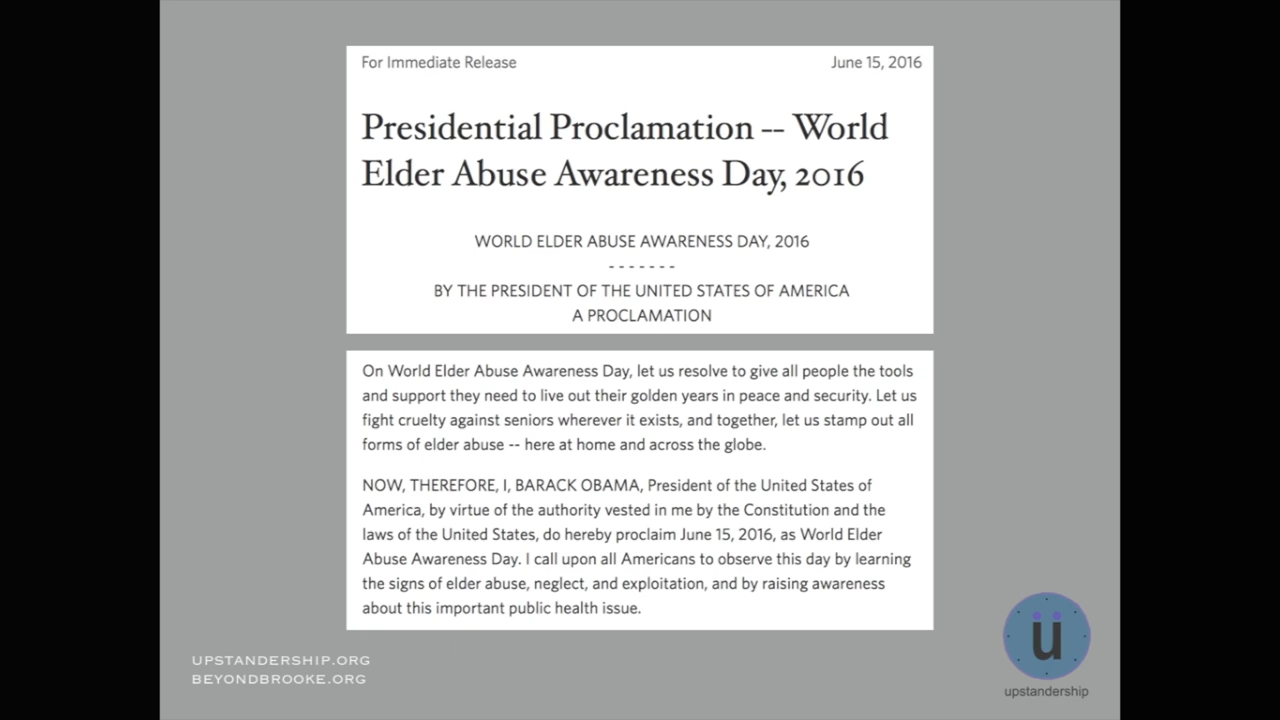 For Immediate Release June 15, 2016
Presidential Proclamation -- World
Elder Abuse Awareness Day, 2016
WORLD ELDER ABUSE AWARENESS DAY, 2016
- - - - - - -
BY THE PRESIDENT OF THE UNITED STATES OF AMERICA
A PROCLAMATION
On World Elder Abuse Awareness Day, let us resolve to give all people the tools
and support they need to live out their golden years in peace and security. Let us
fight cruelty against seniors wherever it exists, and together, let us stamp out all
forms of elder abuse -- here at home and across the globe.
NOW, THEREFORE, I, BARACK OBAMA, President of the United States of
America, by virtue of the authority vested in me by the Constitution and the
laws of the United States, do hereby proclaim June 15, 2016, as World Elder
Abuse Awareness Day. I call upon all Americans to observe this day by learning
the signs of elder abuse, neglect, and exploitation, and by raising awareness
about this important public health issue.
UPSTANDERSHIP.ORG
BEYONDBROOKE.ORG
ü
upstandership